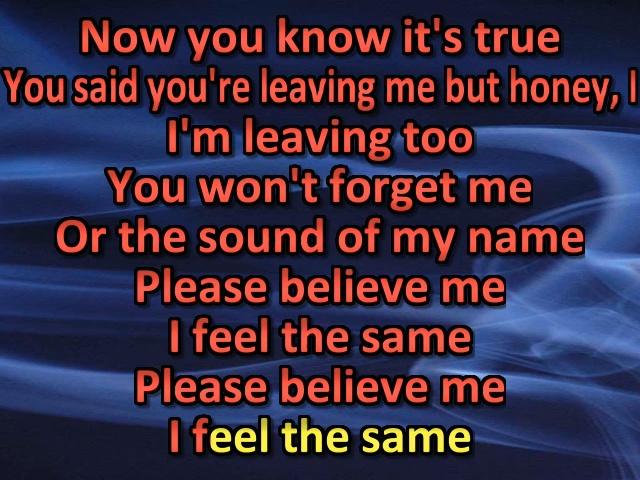 Now you know it's true
You said you're leaving me but honey, I
I'm leaving too
You won't forget me
Or the sound of my name
Please believe me
I feel the same
Please believe me
I feel the same